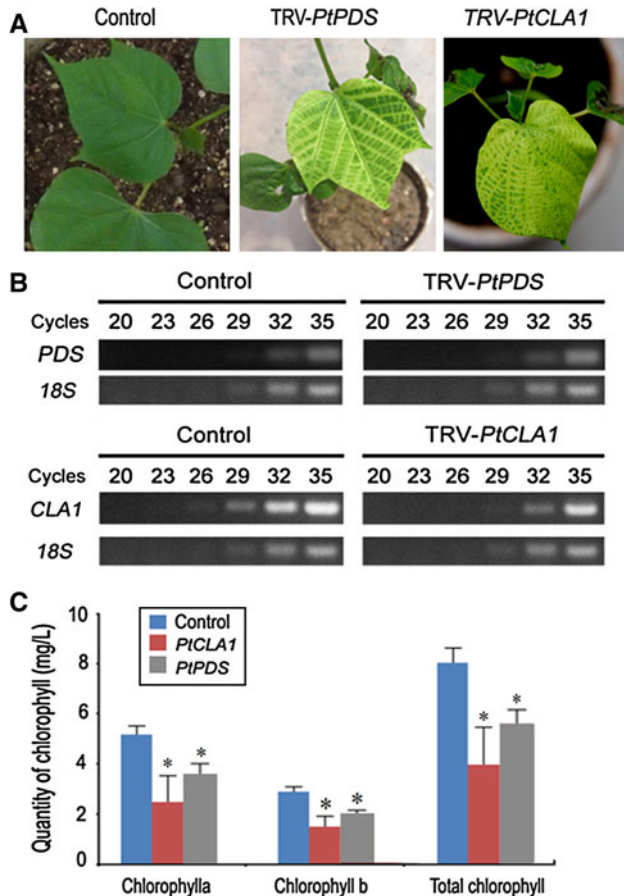 A
Control
TRV-PtPDS
TRV-PtCLA1
B
Control
TRV-PtPDS
Cycles 20 23 26 29 32 35 20 23 26 29 32 35
PDS
18S
Control
TRV-PtCLA1
Cycles 20 23 26 29 32 35 20 23 26 29 32 35
CLA1
18S
C
Quantity of chlorophyll (mg/L)
10
8
6
4
2
0
Control
PtCLA1
PtPDS
* * * * * *
Chlorophylla Chlorophyll b Total chlorophyll